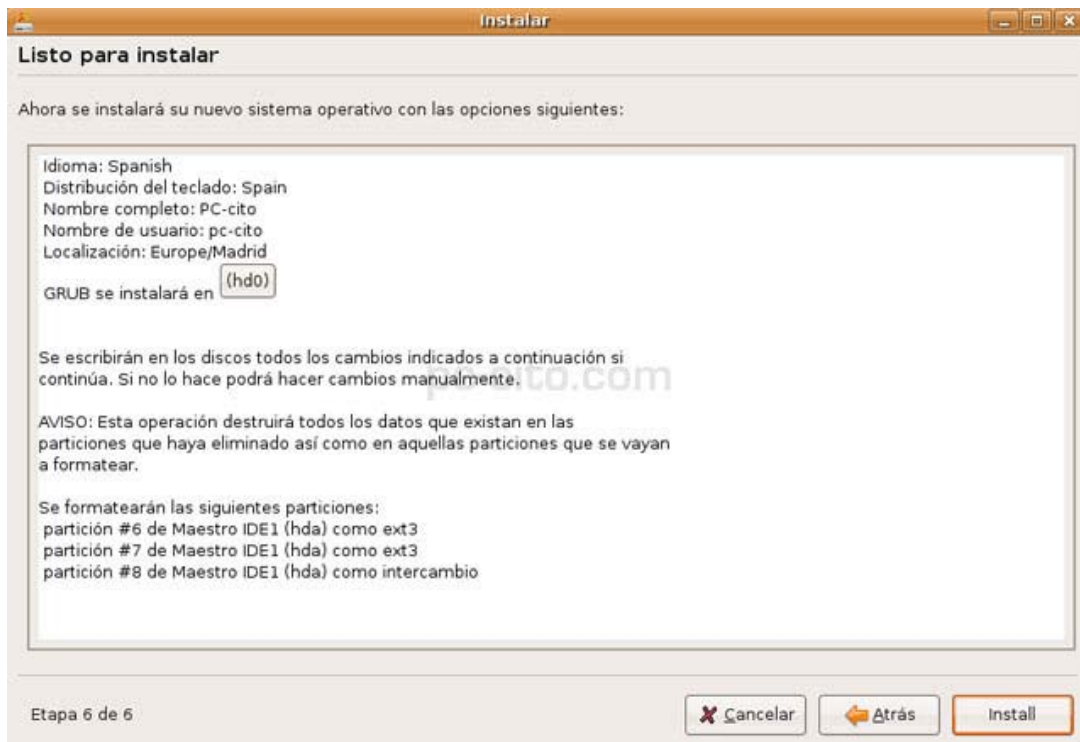 Instalar
Listo para instalar
Ahora se instalará su nuevo sistema operativo con las opciones siguientes:
Idioma: Spanish
Distribución del teclado: Spain
Nombre completo: PC-cito
Nombre de usuario: pc-cito
Localización: Europe/Madrid
GRUB se instalará en (hd0)
Se escribirán en los discos todos los cambios indicados a continuación si
continúa. Si no lo hace podrá hacer cambios manualmente.
pc-cito.com
AVISO: Esta operación destruirá todos los datos que existan en las
particiones que haya eliminado así como en aquellas particiones que se vayan
a formatear.
Se formatearán las siguientes particiones:
partición #6 de Maestro IDE1 (hda) como ext3
partición #7 de Maestro IDE1 (hda) como ext3
partición #8 de Maestro IDE1 (hda) como intercambio
Etapa 6 de 6
Cancelar
Atrás
Install